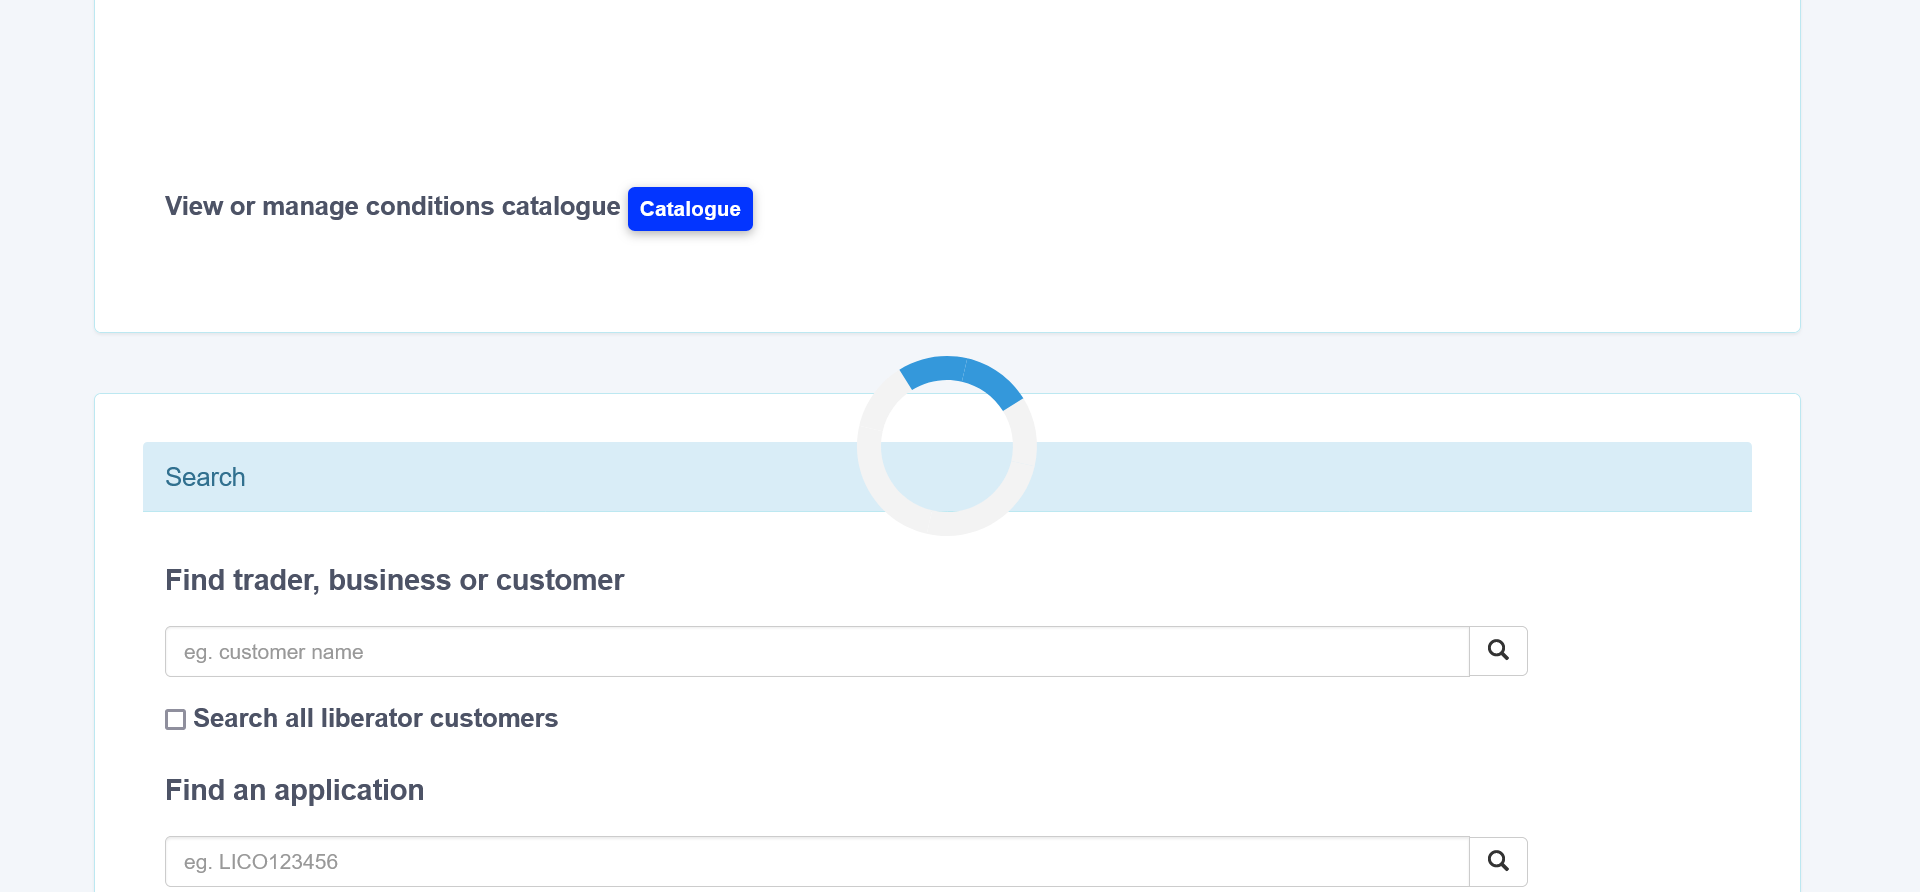 View or manage conditions catalogue Catalogue
Search
Find trader, business or customer
eg. customer name
Search all liberator customers
Find an application
eg. LICO123456